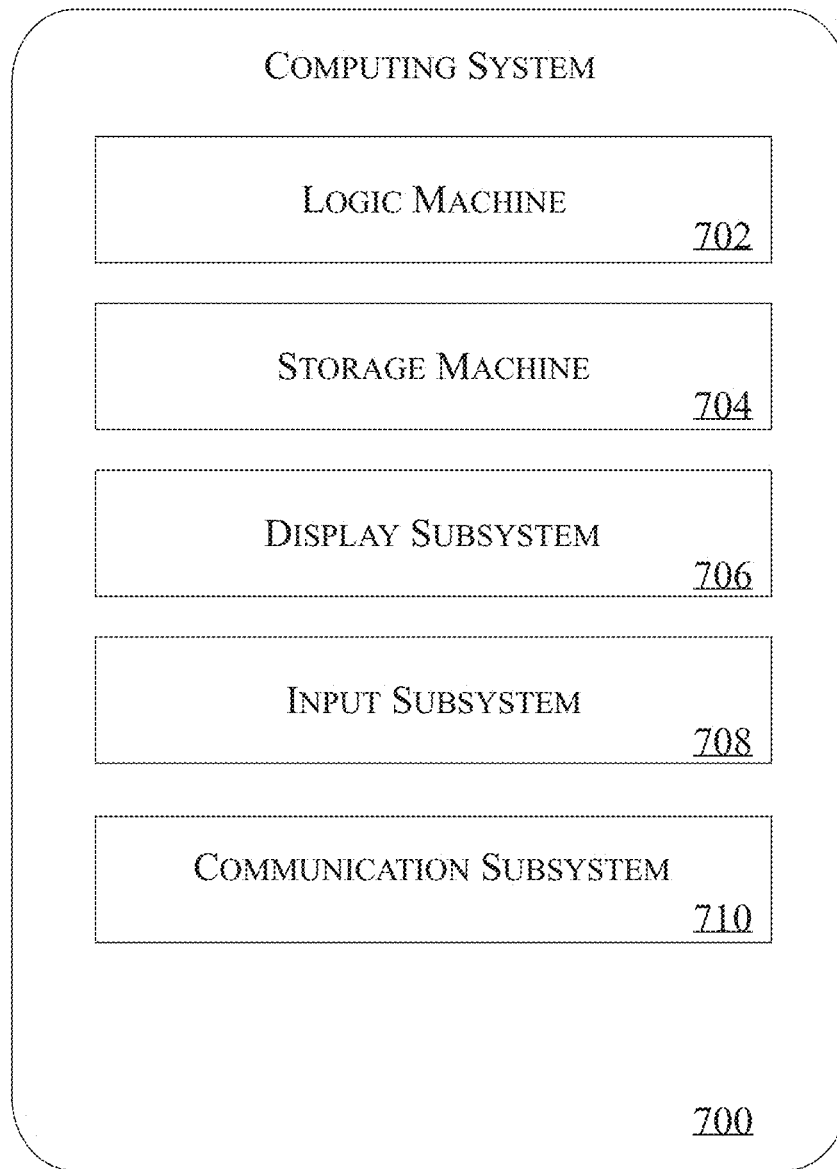 COMPUTING SYSTEM
LOGIC MACHINE
702
STORAGE MACHINE
704
DISPLAY SUBSYSTEM
706
INPUT SUBSYSTEM
708
COMMUNICATION SUBSYSTEM
710
700